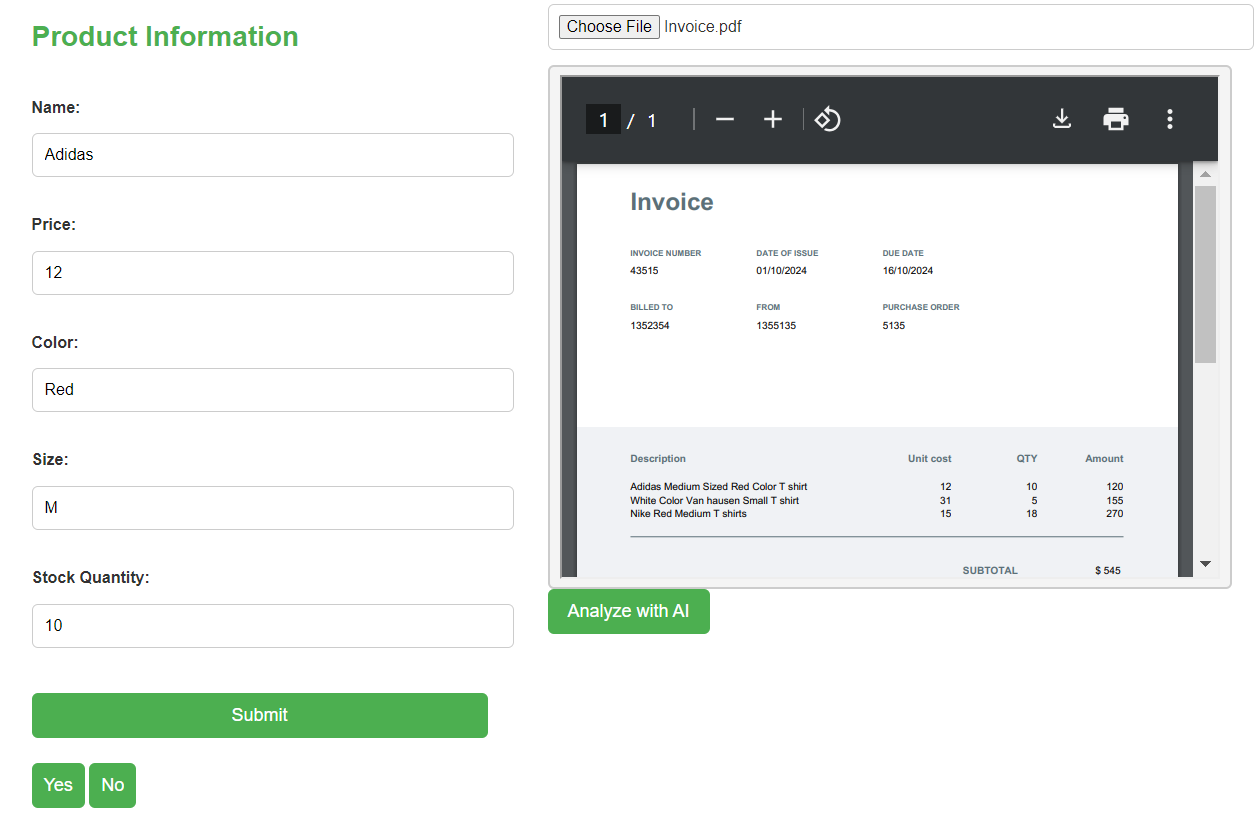 Product Information
Name:
Adidas
Price:
12
Color:
Red
Size:
M
Stock Quantity:
10
Submit
Yes No
Choose File Invoice.pdf
1 / 1
Invoice
INVOICE NUMBER DATE OF ISSUE DUE DATE
43515 01/10/2024 16/10/2024
BILLED TO FROM PURCHASE ORDER
1352354 1355135 5135
Description Unit cost QTY Amount
Adidas Medium Sized Red Color T shirt 12 10 120
White Color Van hausen Small T shirt 31 5 155
Nike Red Medium T shirts 15 18 270
SUBTOTAL $ 545
Analyze with AI